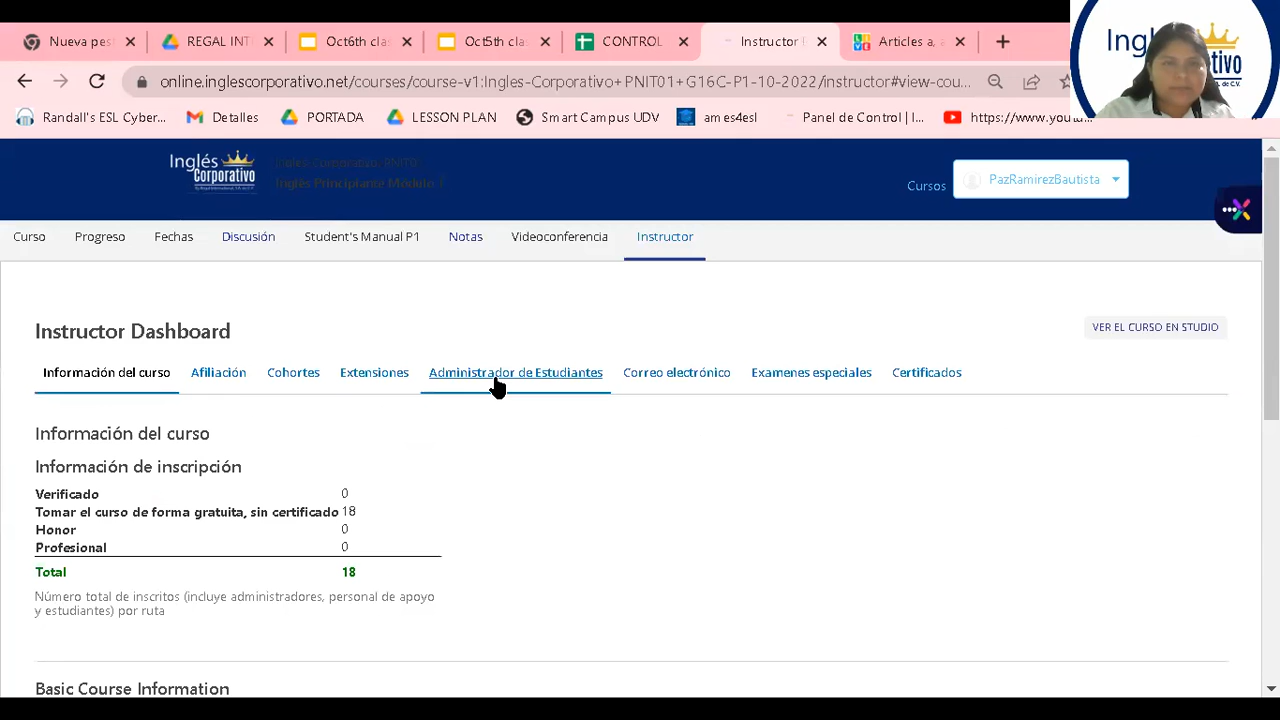 Nueva pes
REGAL INT
Oct6th cla
Oct5th cla
CONTROL
Instructor
Articles a, a
online.inglescorporativo.net/courses/course-v1:Ingles-Corporativo+PNIT01+G16C-P1-10-2022/instructor#view-cou...
Randall's ESL Cyber...
Detalles
PORTADA
LESSON PLAN
Smart Campus UDV
ames4esl
Panel de Control | I...
https://www.yout
Inglés
Corporativo
Inglés Principiante Módulo
Cursos
PazRamirezBautista
Curso
Progreso
Fechas
Discusión
Student's Manual P1
Notas
Videoconferencia
Instructor
Instructor Dashboard
VER EL CURSO EN STUDIO
Información del curso
Afiliación
Cohortes
Extensiones
Administrador de Estudiantes
Correo electrónico
Examenes especiales
Certificados
Información del curso
Información de inscripción
Verificado 0
Tomar el curso de forma gratuita, sin certificado 18
Honor 0
Profesional 0
Total 18
Número total de inscritos (incluye administradores, personal de apoyo
y estudiantes) por ruta
Basic Course Information